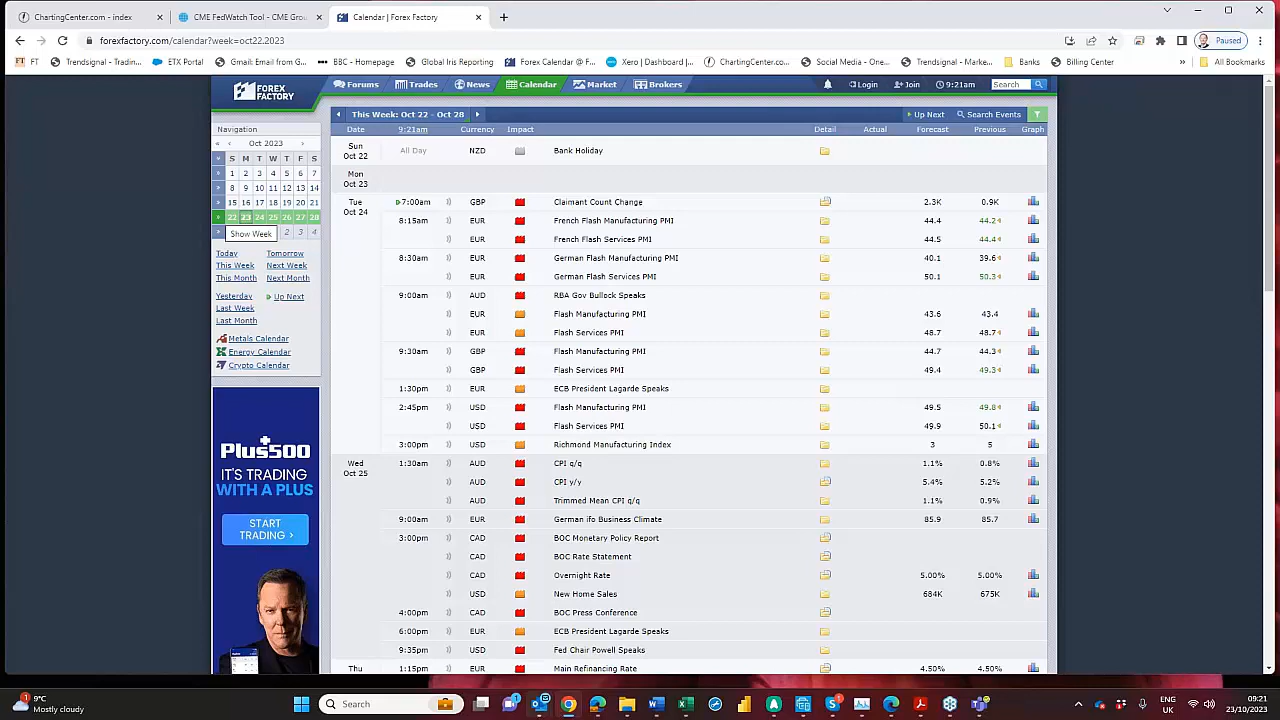 ChartingCenter.com - index
CME FedWatch Tool - CME Grou
Calendar | Forex Factory
forexfactory.com/calendar?week=oct22.2023
Paused
FT FT
Trendsignal - Tradin...
ETX Portal
Gmail: Email from G...
BBC - Homepage
Global Iris Reporting
Forex Calendar @ F...
Xero | Dashboard |...
ChartingCenter.co...
Social Media - One...
Trendsignal - Marke...
Banks
Billing Center
»
All Bookmarks
FOREX FACTORY
Forums
Trades
News
Calendar
Market
Brokers
Login
Join
9:21am
Search
Navigation
« ‹ Oct 2023 ›
S M T W T F S
1 2 3 4 5 6 7
8 9 10 11 12 13 14
15 16 17 18 19 20 21
22 23 24 25 26 27 28
2 3 4
Show Week
Today Tomorrow
This Week Next Week
This Month Next Month
Yesterday Up Next
Last Week
Last Month
Metals Calendar
Energy Calendar
Crypto Calendar
Plus500
IT'S TRADING
WITH A PLUS
START
TRADING ›
This Week: Oct 22 - Oct 28
Up Next Search Events
Date 9:21am Currency Impact Detail Actual Forecast Previous Graph
Sun Oct 22 All Day NZD Bank Holiday
Mon Oct 23
Tue Oct 24 7:00am GBP Claimant Count Change 2.3K 0.9K
8:15am EUR French Flash Manufacturing PMI 44.4 44.2
EUR French Flash Services PMI 44.5 44.4
8:30am EUR German Flash Manufacturing PMI 40.1 39.6
EUR German Flash Services PMI 50.1 50.3
9:00am AUD RBA Gov Bullock Speaks
EUR Flash Manufacturing PMI 43.6 43.4
EUR Flash Services PMI 48.7 48.7
9:30am GBP Flash Manufacturing PMI 44.7 44.3
GBP Flash Services PMI 49.4 49.3
1:30pm EUR ECB President Lagarde Speaks
2:45pm USD Flash Manufacturing PMI 49.5 49.8
USD Flash Services PMI 49.9 50.1
3:00pm USD Richmond Manufacturing Index 3 5
Wed Oct 25 1:30am AUD CPI q/q 1.1% 0.8%
AUD CPI y/y 5.4% 5.2%
AUD Trimmed Mean CPI q/q 1.1% 0.9%
9:00am EUR German ifo Business Climate 85.9 85.7
3:00pm CAD BOC Monetary Policy Report
CAD BOC Rate Statement
CAD Overnight Rate 5.00% 5.00%
USD New Home Sales 684K 675K
4:00pm CAD BOC Press Conference
6:00pm EUR ECB President Lagarde Speaks
9:35pm USD Fed Chair Powell Speaks
Thu 1:15pm EUR Main Refinancing Rate 4.50% 4.50%
9°C
Mostly cloudy
Search
ENG
UK
09:21
23/10/2023